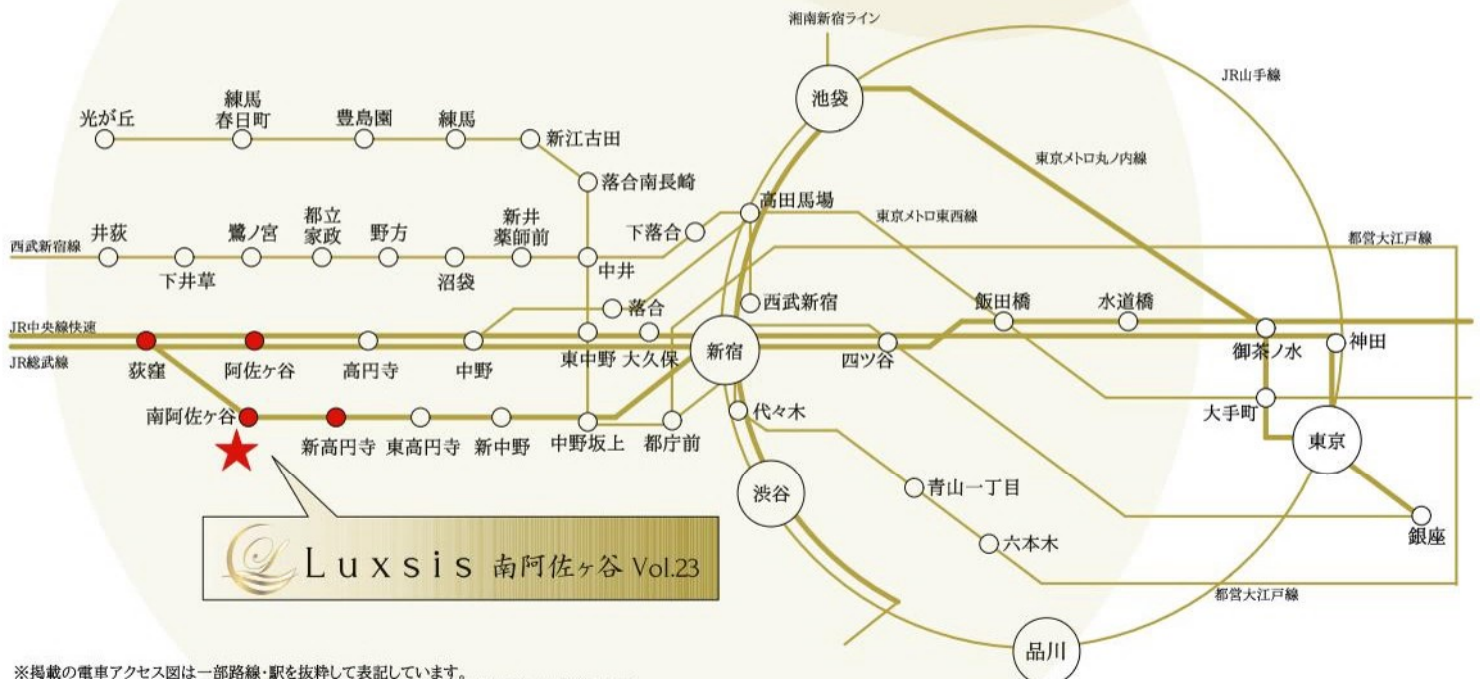 湘南新宿ライン
JR山手線
池袋
練馬
春日町
光が丘
豊島園
練馬
新江古田
東京メトロ丸ノ内線
落合南長崎
高田馬場
東京メトロ東西線
井荻
鷺ノ宮
都立
家政
野方
新井
薬師前
下落合
西武新宿線
都営大江戸線
下井草
沼袋
中井
西武新宿
飯田橋
水道橋
落合
JR中央線快速
JR総武線
荻窪
阿佐ヶ谷
高円寺
中野
東中野
大久保
新宿
四ツ谷
御茶ノ水
神田
南阿佐ヶ谷
新高円寺
東高円寺
新中野
中野坂上
都庁前
代々木
大手町
東京
渋谷
青山一丁目
銀座
六本木
Luxsis 南阿佐ヶ谷 Vol.23
都営大江戸線
品川
※掲載の電車アクセス図は一部路線・駅を抜粋して表記しています。